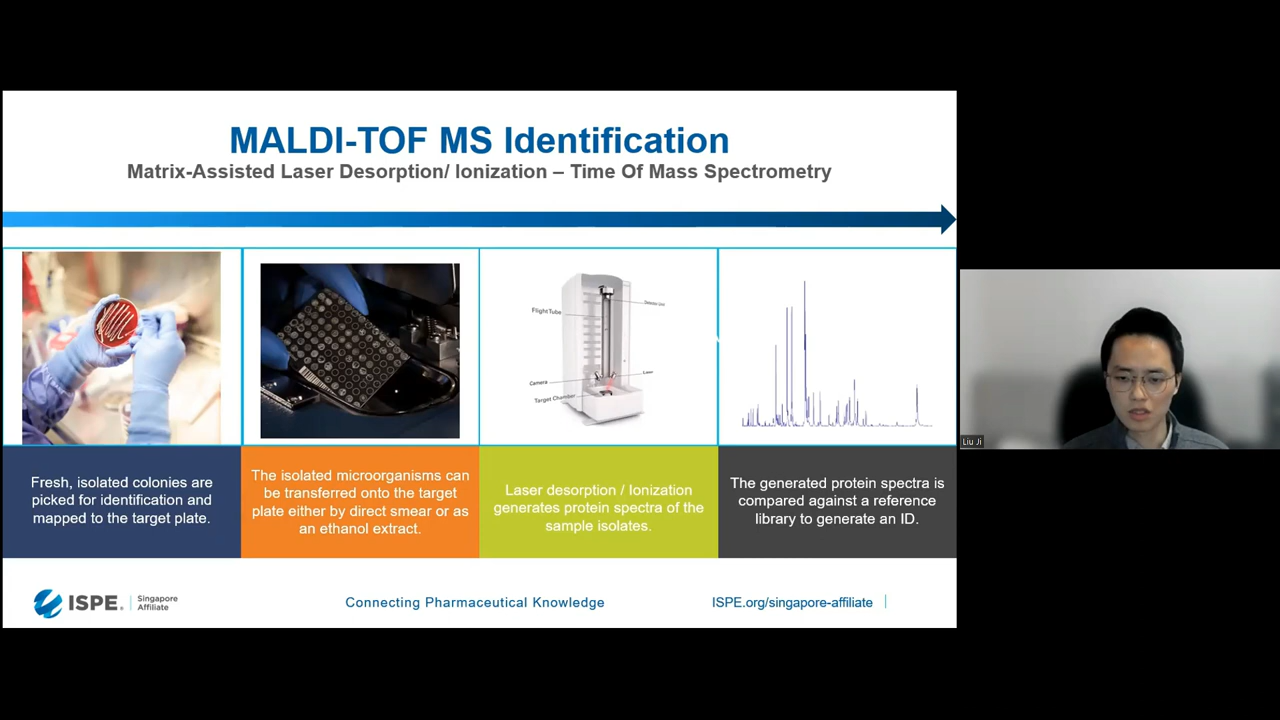 MALDI-TOF MS Identification
Matrix-Assisted Laser Desorption/ Ionization – Time Of Mass Spectrometry
Flight Tube
Detector Unit
Camera
Laser
Target Chamber
Fresh, isolated colonies are
picked for identification and
mapped to the target plate.
The isolated microorganisms can
be transferred onto the target
plate either by direct smear or as
an ethanol extract.
Laser desorption / Ionization
generates protein spectra of the
sample isolates.
The generated protein spectra is
compared against a reference
library to generate an ID.
ISPE.
Singapore
Affiliate
Connecting Pharmaceutical Knowledge
ISPE.org/singapore-affiliate
Liu Ji